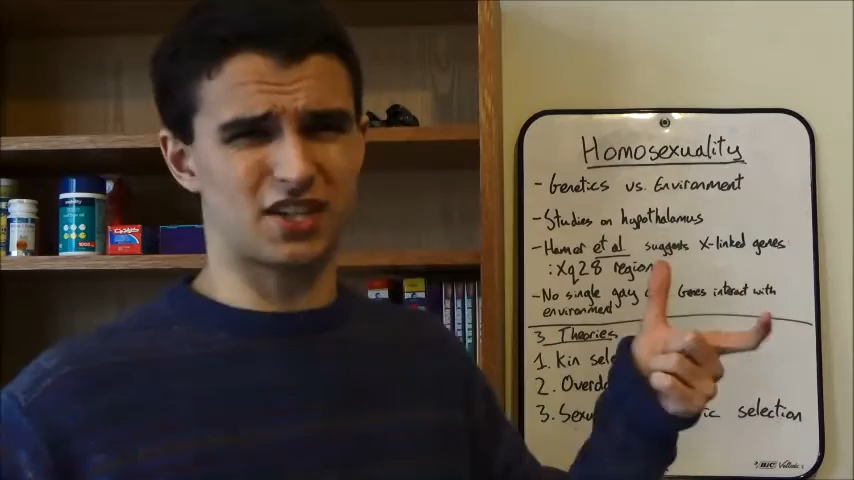 Homosexuality
- Genetics vs. Environment
- Studies on hypothalamus
- Hamer et al. suggests X-linked genes
: Xq28 region
- No single gay Genes interact with
environment
3 Theories
1. Kin
2.
3. selection
BIC